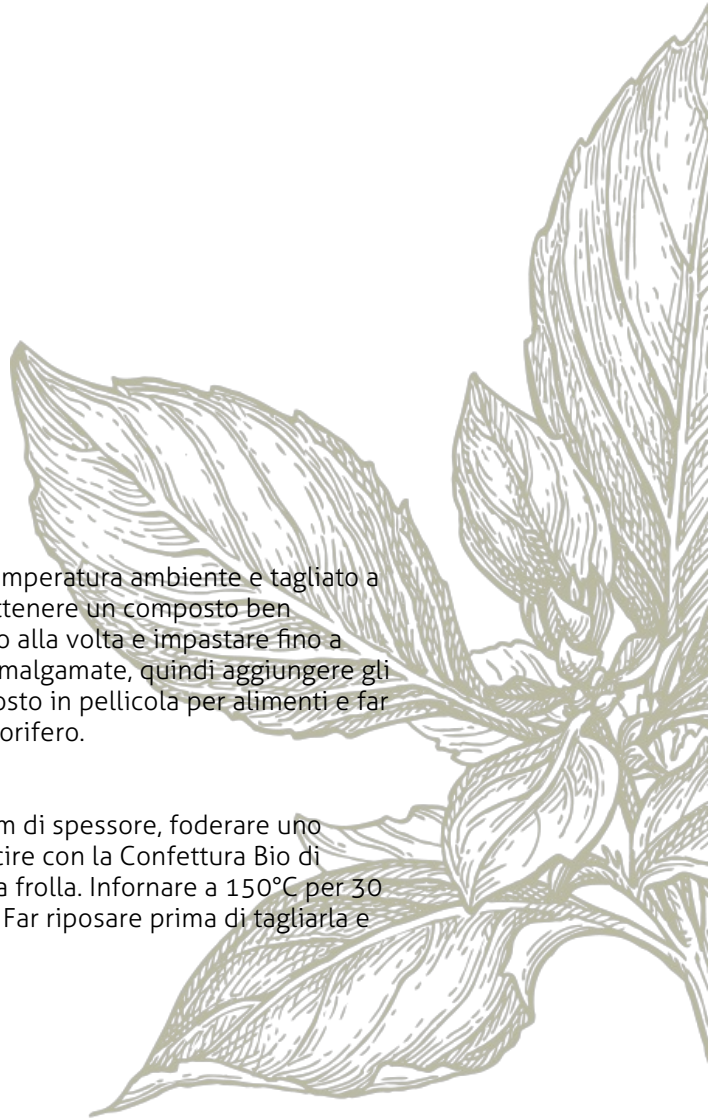 mperatura ambiente e tagliato a
ttenere un composto ben
o alla volta e impastare fino a
malgamate, quindi aggiungere gli
osto in pellicola per alimenti e far
orifero.
m di spessore, foderare uno
cire con la Confettura Bio di
a frolla. Infornare a 150°C per 30
Far riposare prima di tagliarla e